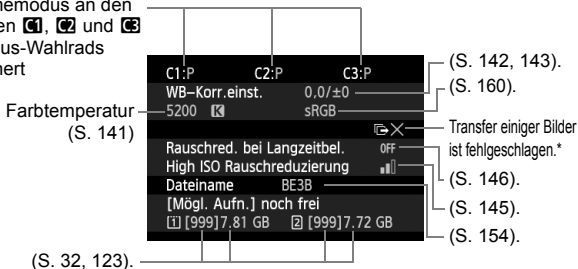 nemodus an den
en C1, C2 und C3
us-Wahlrads
nert
Farbtemperatur
(S. 141)
C1:P C2:P C3:P
WB-Korr.einst. 0,0/±0
5200 K sRGB
Rauschred. bei Langzeitbel. OFF
High ISO Rauschreduzierung
Dateiname BE3B
[Mögl. Aufn.] noch frei
1 [999]7.81 GB 2 [999]7.72 GB
(S. 142, 143).
(S. 160).
Transfer einiger Bilder
ist fehlgeschlagen.*
(S. 146).
(S. 145).
(S. 154).
(S. 32, 123).